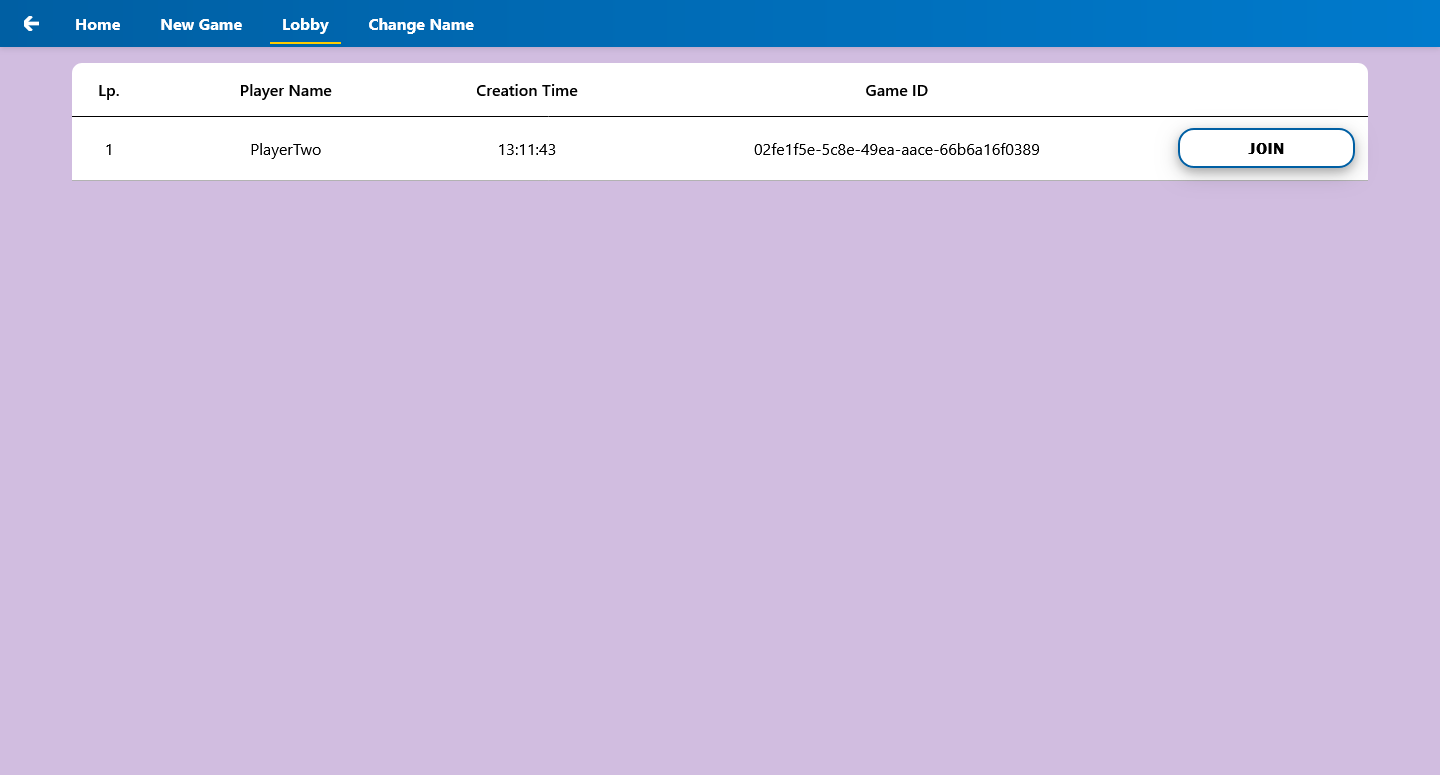 Home New Game Lobby Change Name
Lp. Player Name Creation Time Game ID
1 PlayerTwo 13:11:43 02fe1f5e-5c8e-49ea-aace-66b6a16f0389 JOIN